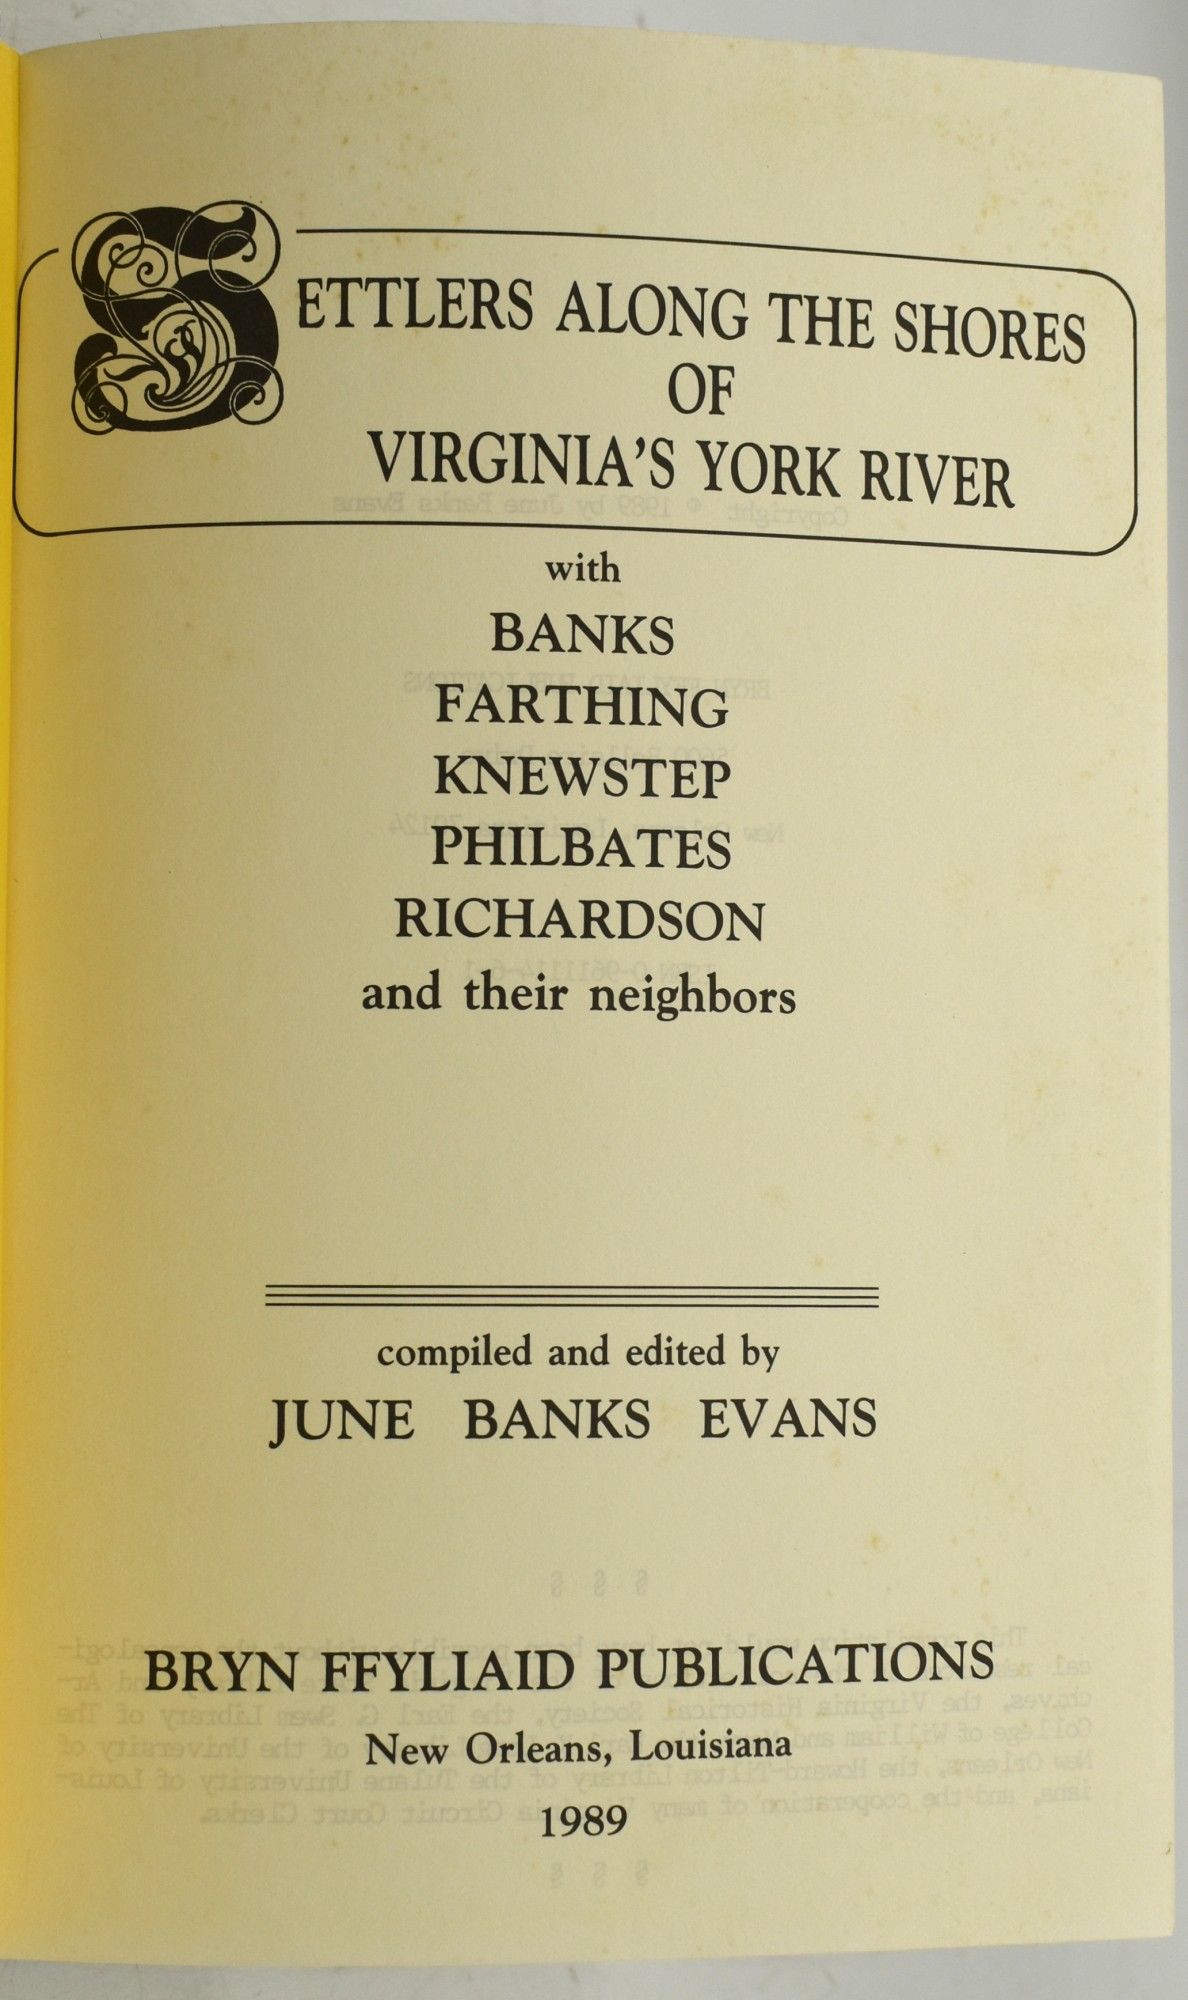 SETTLERS ALONG THE SHORES
OF
VIRGINIA'S YORK RIVER
with
BANKS
FARTHING
KNEWSTEP
PHILBATES
RICHARDSON
and their neighbors
compiled and edited by
JUNE BANKS EVANS
BRYN FFYLIAID PUBLICATIONS
New Orleans, Louisiana
1989